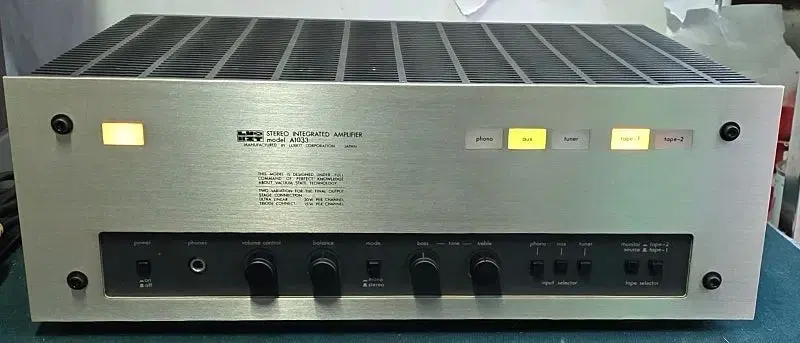 LUX
KIT
STEREO INTEGRATED AMPLIFIER
model A1033
MANUFACTURED BY LUXKIT CORPORATION JAPAN
phono aux tuner tape-1 tape-2
THIS MODEL IS DESIGNED UNDER FULL
COMMAND OF PERFECT KNOWLEDGE
ABOUT VACUUM STATE TECHNOLOGY
TWO VARIATION FOR THE FINAL OUTPUT
STAGE CONNECTION
ULTRA LINEAR 30W PER CHANNEL
TRIODE CONNECT. 15W PER CHANNEL
power phones volume control balance mode bass tone treble phono aux tuner monitor tape-2
source tape-1
on
off
mono
stereo
input selector
tape selector